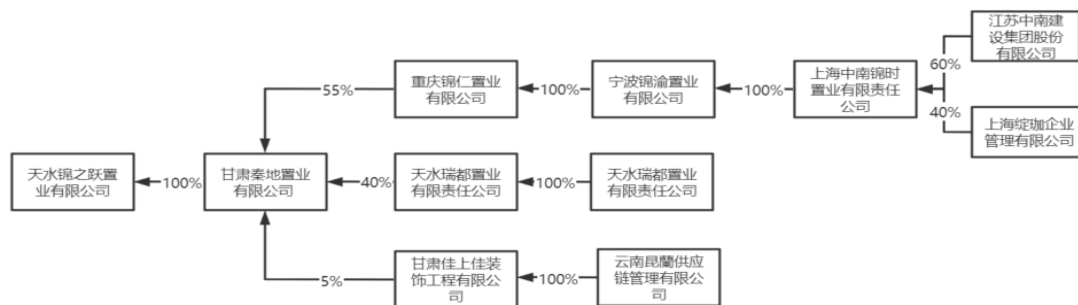 江苏中南建
设集团股份
有限公司
60%
重庆锦仁置业
有限公司
宁波锦渝置业
有限公司
上海中南锦时
置业有限责任
公司
55%
100%
100%
40%
上海绽珈企业
管理有限公司
天水锦之跃置
业有限公司
100%
甘肃秦地置业
有限公司
40%
天水瑞都置业
有限责任公司
100%
天水瑞都置业
有限责任公司
5%
甘肃佳上佳装
饰工程有限公
司
100%
云南昆蘭供应
链管理有限公
司